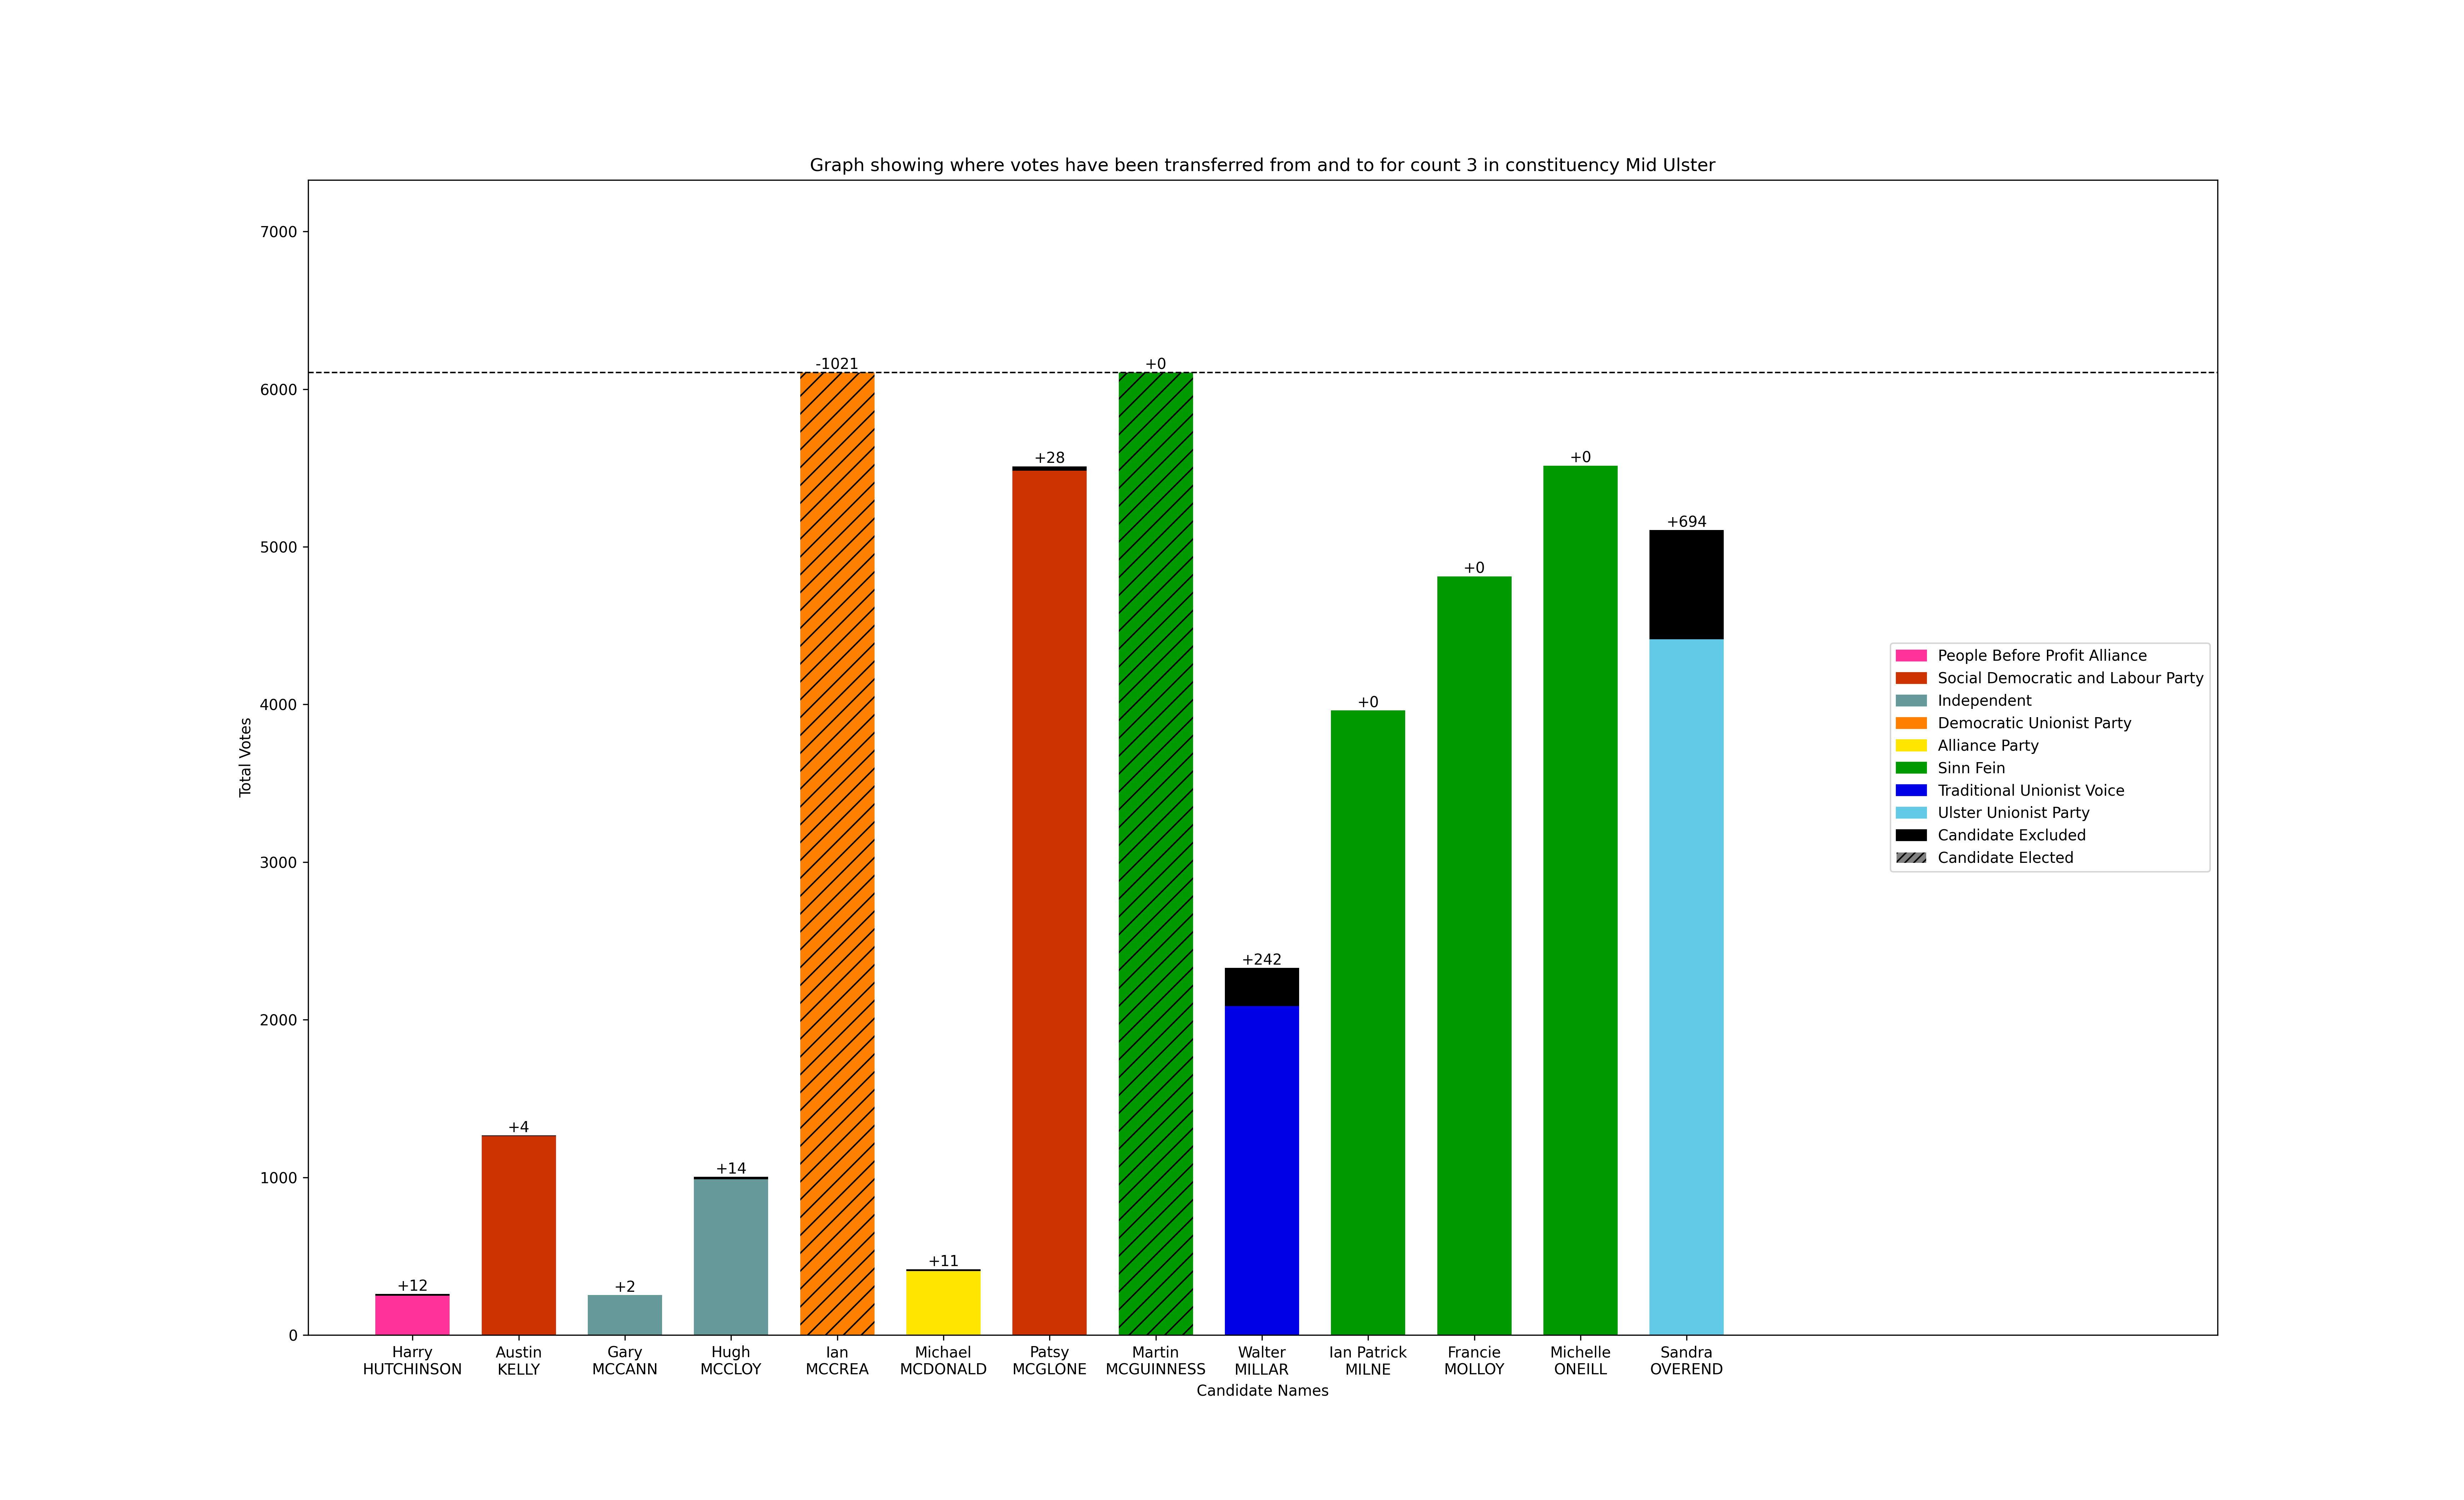 Graph showing where votes have been transferred from and to for count 3 in constituency Mid Ulster
Total Votes
7000
6000
5000
4000
3000
2000
1000
0
+12
+4
+2
+14
-1021
+11
+28
+0
+242
+0
+0
+0
+694
Harry
HUTCHINSON
Austin
KELLY
Gary
MCCANN
Hugh
MCCLOY
Ian
MCCREA
Michael
MCDONALD
Patsy
MCGLONE
Martin
MCGUINNESS
Walter
MILLAR
Ian Patrick
MILNE
Francie
MOLLOY
Michelle
ONEILL
Sandra
OVEREND
Candidate Names
People Before Profit Alliance
Social Democratic and Labour Party
Independent
Democratic Unionist Party
Alliance Party
Sinn Fein
Traditional Unionist Voice
Ulster Unionist Party
Candidate Excluded
Candidate Elected